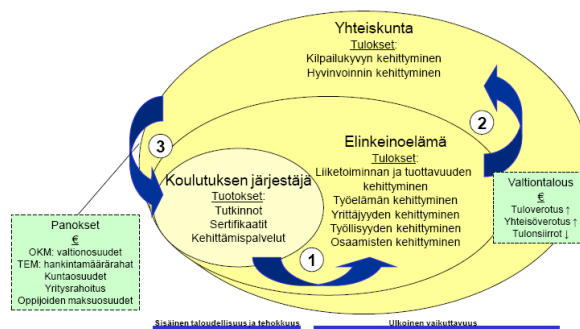 Yhteiskunta
Tulokset:
Kilpailukyvyn kehittyminen
Hyvinvoinnin kehittyminen
2
3
Elinkeinoelämä
Tulokset:
Liiketoiminnan ja tuottavuuden
kehittyminen
Työelämän kehittyminen
Yrittäjyyden kehittyminen
Työllisyyden kehittyminen
Osaamisten kehittyminen
Koulutuksen järjestäjä
Tuotokset:
Tutkinnot
Sertifikaatit
Kehittämispalvelut
1
Valtiontalous
€
Tuloverotus ↑
Yhteisöverotus ↑
Tulonsiirrot ↓
Panokset
€
OKM: valtionosuudet
TEM: hankintamäärärahat
Kuntaosuudet
Yritysrahoitus
Oppijoiden maksuosuudet
Sisäinen taloudellisuus ja tehokkuus
Ulkoinen vaikuttavuus